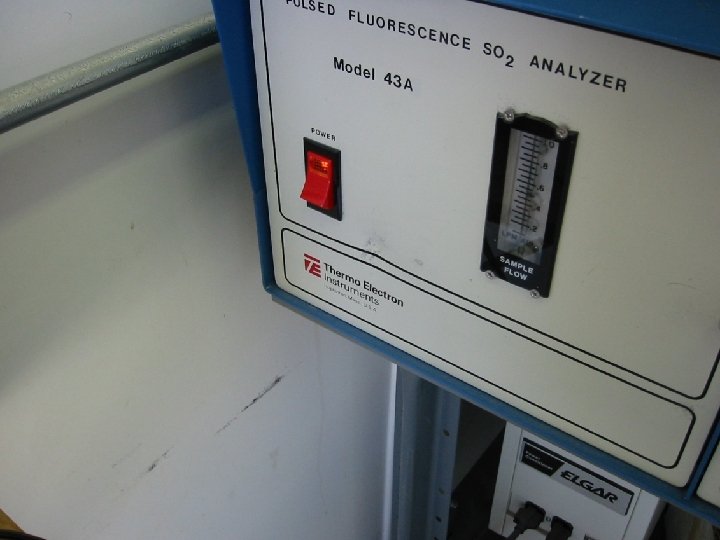 PULSED FLUORESCENCE SO2 ANALYZER
Model 43A
POWER
SAMPLE
FLOW
Thermo Electron
Instruments
ELGAR